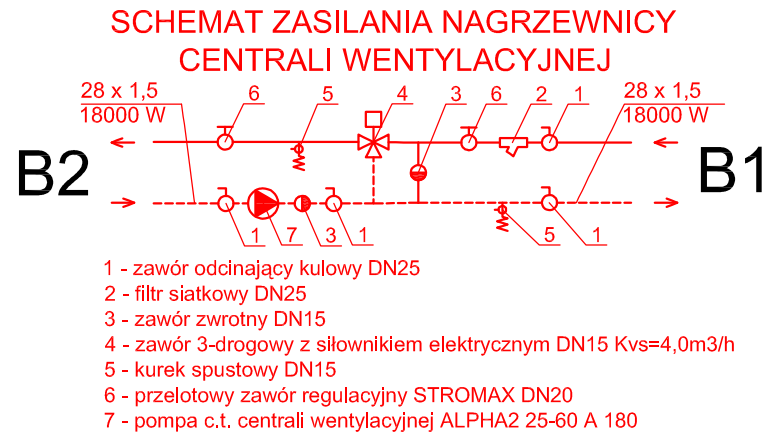 SCHEMAT ZASILANIA NAGRZEWNICY
CENTRALI WENTYLACYJNEJ
28 x 1,5
18000 W
6
5
4
3
6
2
1
28 x 1,5
18000 W
B2
B1
1
7
3
1
5
1
1 - zawór odcinający kulowy DN25
2 - filtr siatkowy DN25
3 - zawór zwrotny DN15
4 - zawór 3-drogowy z siłownikiem elektrycznym DN15 Kvs=4,0m3/h
5 - kurek spustowy DN15
6 - przelotowy zawór regulacyjny STROMAX DN20
7 - pompa c.t. centrali wentylacyjnej ALPHA2 25-60 A 180